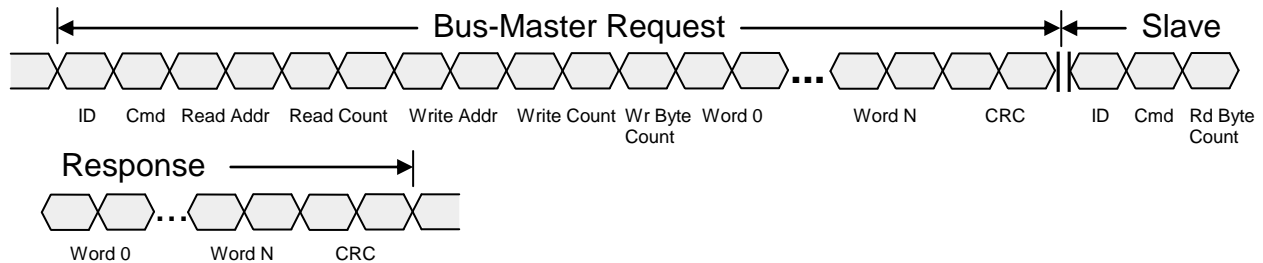 Bus-Master Request Slave
ID Cmd Read Addr Read Count Write Addr Write Count Wr Byte Count Word 0 ... Word N CRC ID Cmd Rd Byte Count
Response
...
Word 0 Word N CRC